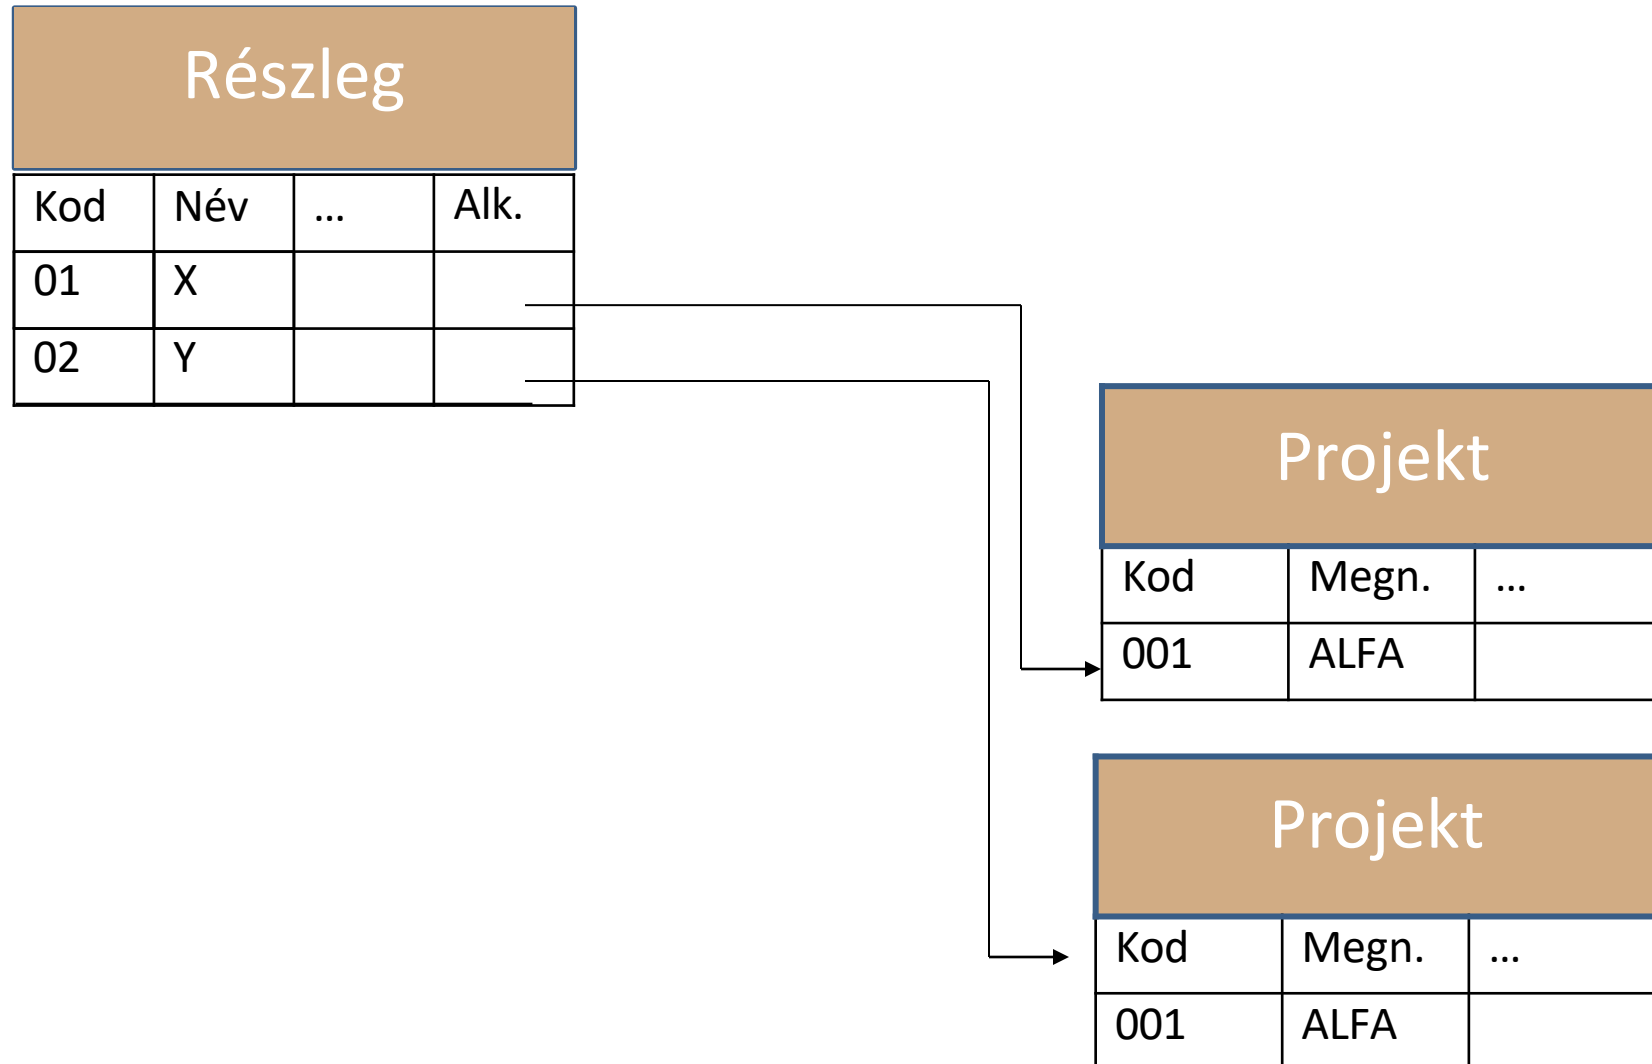 Részleg
Kod Név ... Alk.
01 X
02 Y
Projekt
Kod Megn. ...
001 ALFA
Projekt
Kod Megn. ...
001 ALFA